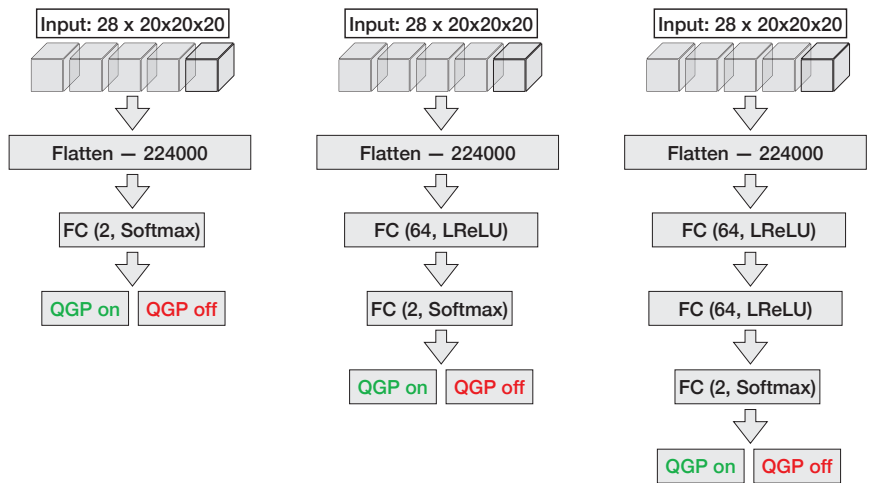 Input: 28 x 20x20x20
Flatten — 224000
FC (2, Softmax)
QGP on QGP off
Input: 28 x 20x20x20
Flatten — 224000
FC (64, LReLU)
FC (2, Softmax)
QGP on QGP off
Input: 28 x 20x20x20
Flatten — 224000
FC (64, LReLU)
FC (64, LReLU)
FC (2, Softmax)
QGP on QGP off